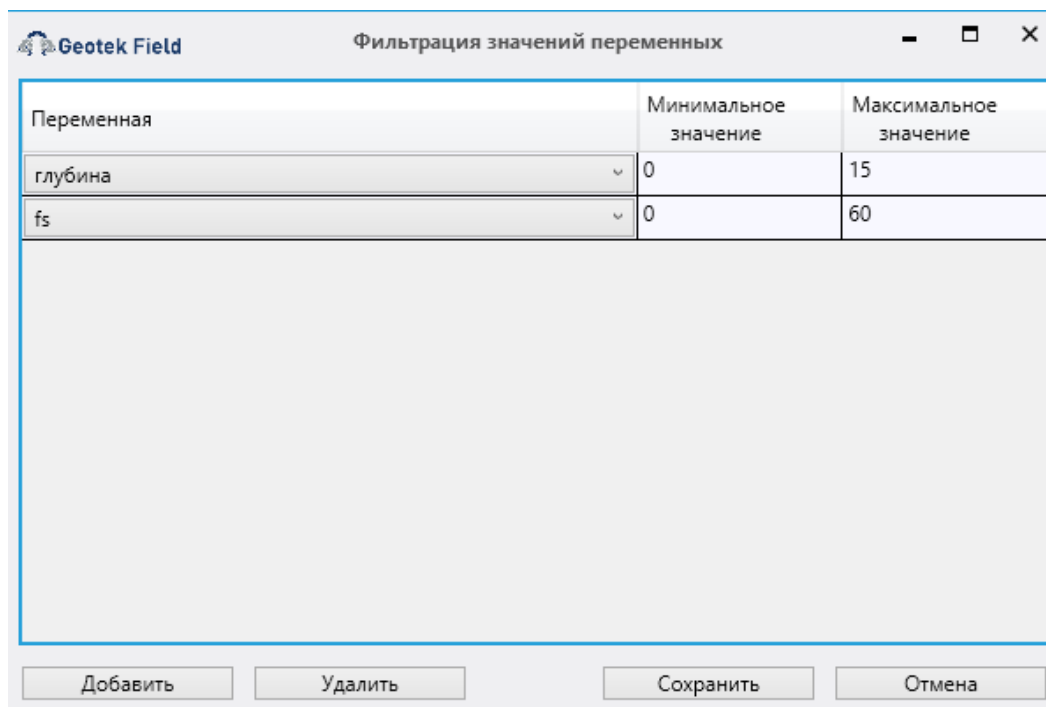 Geotek Field Фильтрация значений переменных
Переменная Минимальное значение Максимальное значение
глубина 0 15
fs 0 60
Добавить Удалить Сохранить Отмена